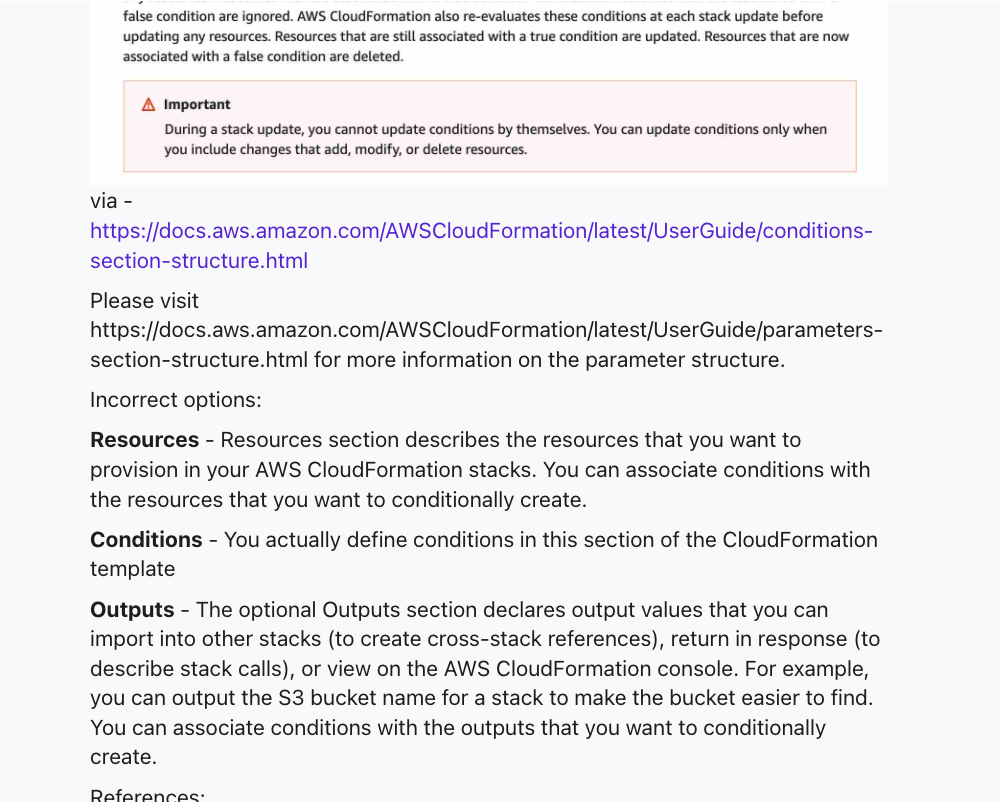 false condition are ignored. AWS CloudFormation also re-evaluates these conditions at each stack update before
updating any resources. Resources that are still associated with a true condition are updated. Resources that are now
associated with a false condition are deleted.
Important
During a stack update, you cannot update conditions by themselves. You can update conditions only when
you include changes that add, modify, or delete resources.
via -
https://docs.aws.amazon.com/AWSCloudFormation/latest/UserGuide/conditions-
section-structure.html
Please visit
https://docs.aws.amazon.com/AWSCloudFormation/latest/UserGuide/parameters-
section-structure.html for more information on the parameter structure.
Incorrect options:
Resources - Resources section describes the resources that you want to
provision in your AWS CloudFormation stacks. You can associate conditions with
the resources that you want to conditionally create.
Conditions - You actually define conditions in this section of the CloudFormation
template
Outputs - The optional Outputs section declares output values that you can
import into other stacks (to create cross-stack references), return in response (to
describe stack calls), or view on the AWS CloudFormation console. For example,
you can output the S3 bucket name for a stack to make the bucket easier to find.
You can associate conditions with the outputs that you want to conditionally
create.
References: